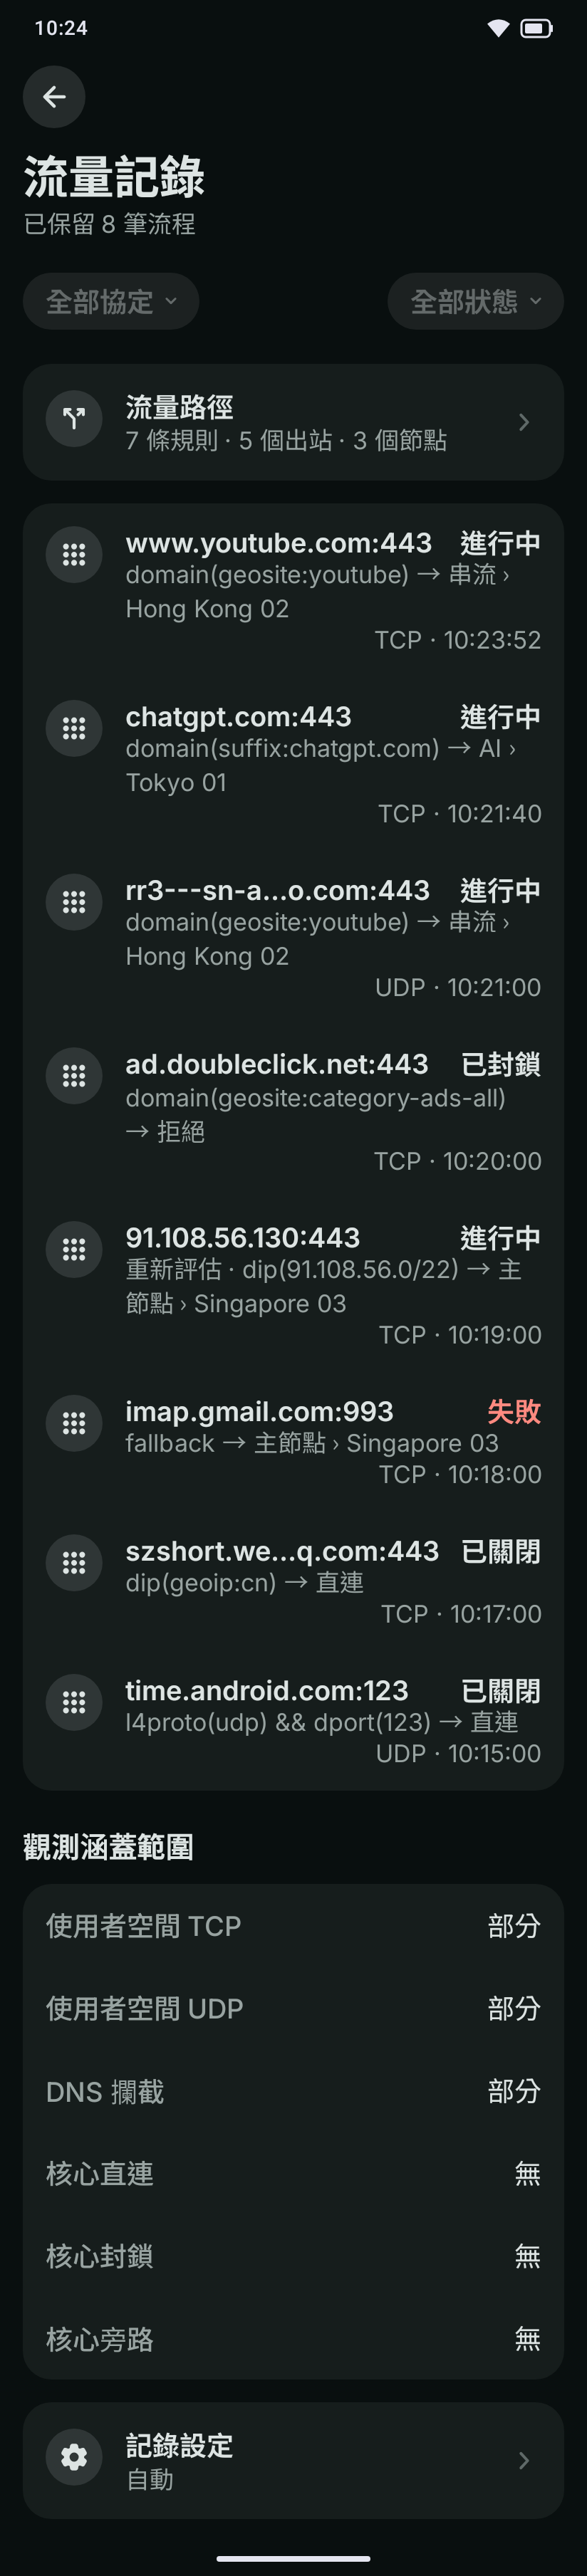 10:24
流量記錄
已保留 8 筆流程
全部協定
全部狀態
流量路徑
7 條規則 · 5 個出站 · 3 個節點
www.youtube.com:443 進行中
domain(geosite:youtube) → 串流 ›
Hong Kong 02
TCP · 10:23:52
chatgpt.com:443 進行中
domain(suffix:chatgpt.com) → AI ›
Tokyo 01
TCP · 10:21:40
rr3---sn-a...o.com:443 進行中
domain(geosite:youtube) → 串流 ›
Hong Kong 02
UDP · 10:21:00
ad.doubleclick.net:443 已封鎖
domain(geosite:category-ads-all)
→ 拒絕
TCP · 10:20:00
91.108.56.130:443 進行中
重新評估 · dip(91.108.56.0/22) → 主
節點 › Singapore 03
TCP · 10:19:00
imap.gmail.com:993 失敗
fallback → 主節點 › Singapore 03
TCP · 10:18:00
szshort.we...q.com:443 已關閉
dip(geoip:cn) → 直連
TCP · 10:17:00
time.android.com:123 已關閉
l4proto(udp) && dport(123) → 直連
UDP · 10:15:00
觀測涵蓋範圍
使用者空間 TCP 部分
使用者空間 UDP 部分
DNS 攔截 部分
核心直連 無
核心封鎖 無
核心旁路 無
記錄設定
自動